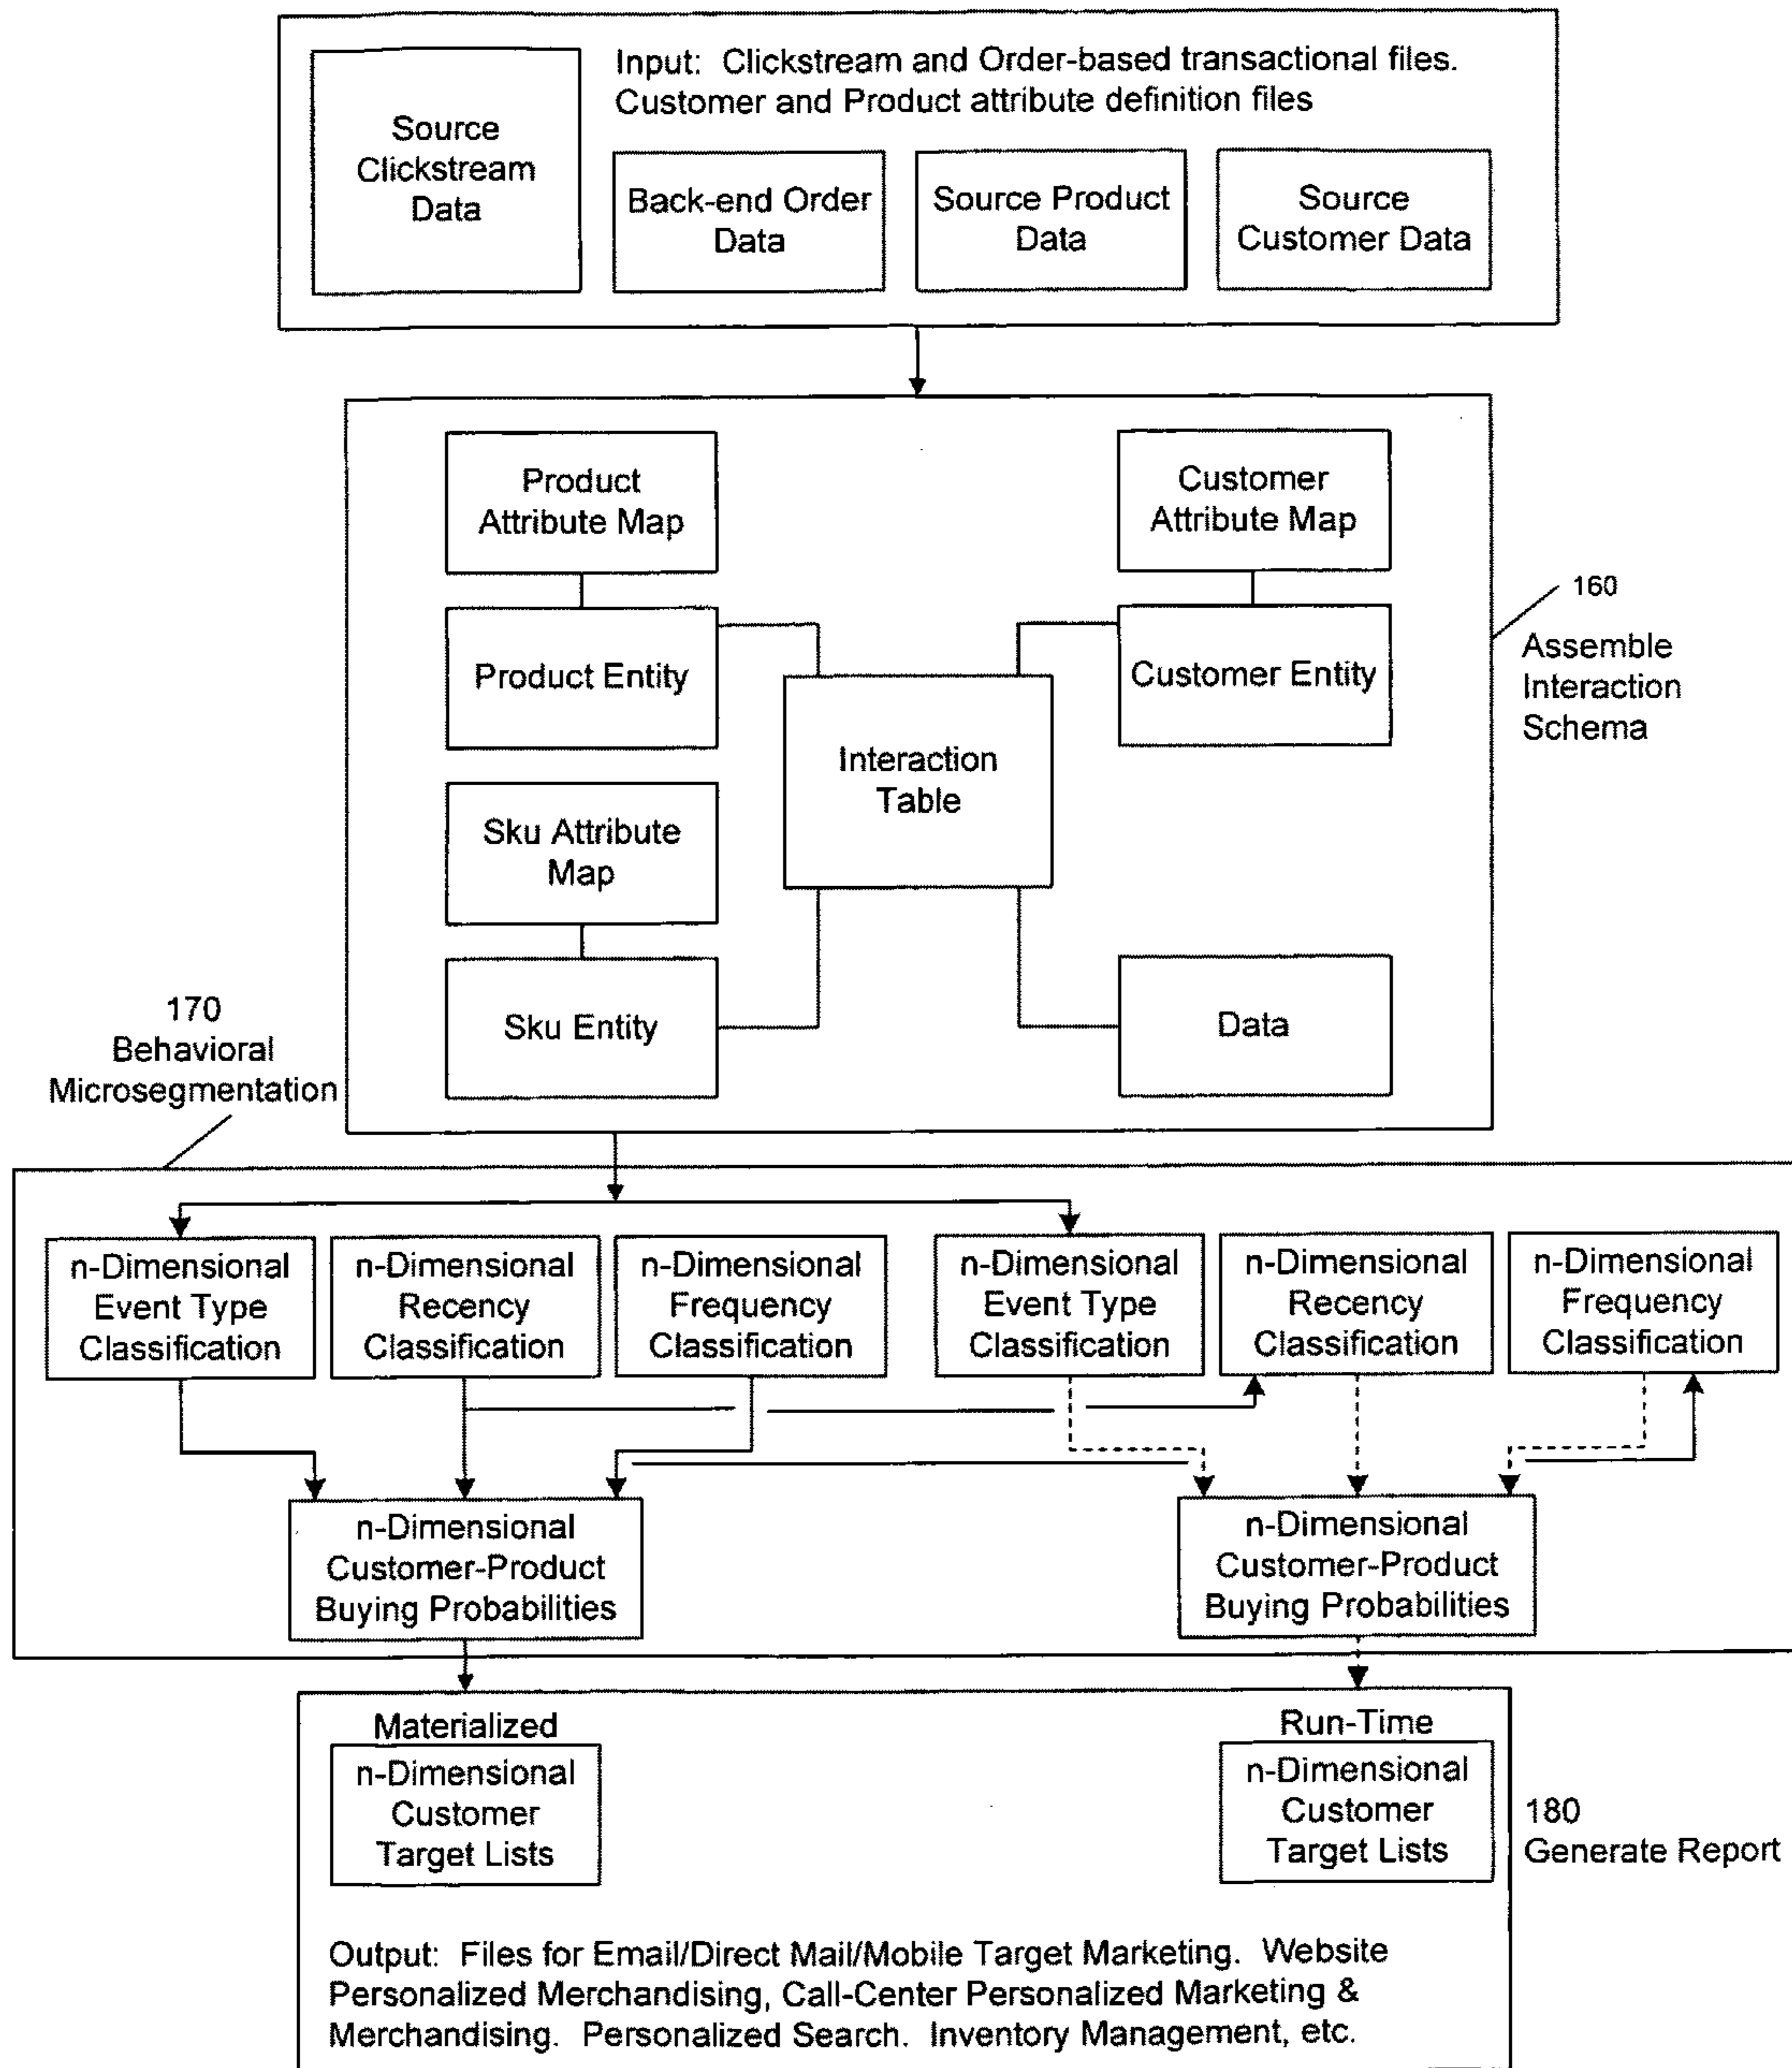 Input: Clickstream and Order-based transactional files.
Customer and Product attribute definition files
Source
Clickstream
Data
Back-end Order
Data
Source Product
Data
Source
Customer Data
Product
Attribute Map
Customer
Attribute Map
160
Assemble
Interaction
Schema
Product Entity
Customer Entity
Interaction
Table
Sku Attribute
Map
Sku Entity
Data
170
Behavioral
Microsegmentation
n-Dimensional
Event Type
Classification
n-Dimensional
Recency
Classification
n-Dimensional
Frequency
Classification
n-Dimensional
Event Type
Classification
n-Dimensional
Recency
Classification
n-Dimensional
Frequency
Classification
n-Dimensional
Customer-Product
Buying Probabilities
n-Dimensional
Customer-Product
Buying Probabilities
Materialized
n-Dimensional
Customer
Target Lists
Run-Time
n-Dimensional
Customer
Target Lists
180
Generate Report
Output: Files for Email/Direct Mail/Mobile Target Marketing. Website
Personalized Merchandising, Call-Center Personalized Marketing &
Merchandising. Personalized Search. Inventory Management, etc.